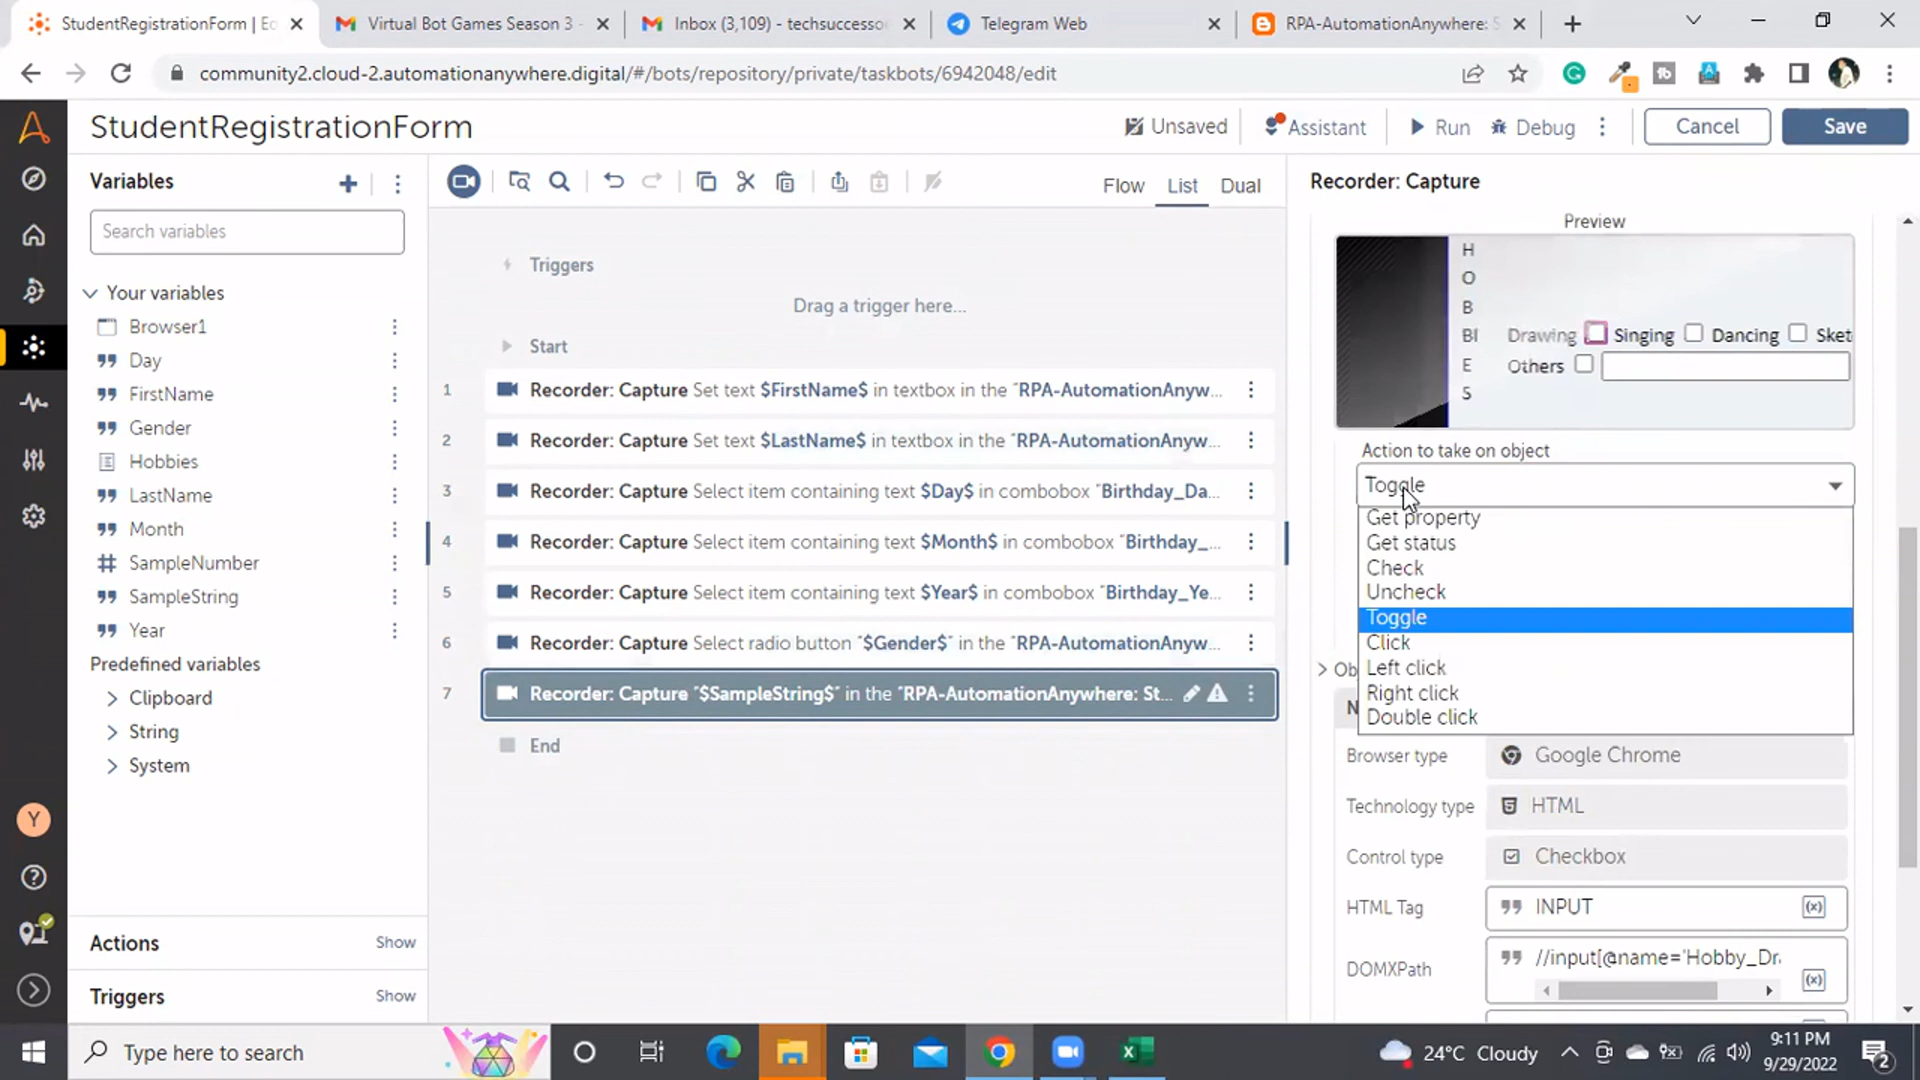 StudentRegistrationForm | Ed
Virtual Bot Games Season 3 -
Inbox (3,109) - techsuccesso
Telegram Web
RPA-AutomationAnywhere: S
community2.cloud-2.automationanywhere.digital/#/bots/repository/private/taskbots/6942048/edit
StudentRegistrationForm
Unsaved
Assistant
Run
Debug
Cancel
Save
Variables
Search variables
Your variables
Browser1
Day
FirstName
Gender
Hobbies
LastName
Month
SampleNumber
SampleString
Year
Predefined variables
Clipboard
String
System
Actions Show
Triggers Show
Flow
List
Dual
Triggers
Drag a trigger here...
Start
1 Recorder: Capture Set text $FirstName$ in textbox in the "RPA-AutomationAnyw...
2 Recorder: Capture Set text $LastName$ in textbox in the "RPA-AutomationAnyw...
3 Recorder: Capture Select item containing text $Day$ in combobox "Birthday_Da...
4 Recorder: Capture Select item containing text $Month$ in combobox "Birthday_...
5 Recorder: Capture Select item containing text $Year$ in combobox "Birthday_Ye...
6 Recorder: Capture Select radio button "$Gender$" in the "RPA-AutomationAnyw...
7 Recorder: Capture "$SampleString$" in the "RPA-AutomationAnywhere: St...
End
Recorder: Capture
Preview
H
O
B
BI
E
S
Drawing Singing Dancing Sket
Others
Action to take on object
Toggle
Get property
Get status
Check
Uncheck
Toggle
Click
Left click
Right click
Double click
Ob
N
Browser type Google Chrome
Technology type HTML
Control type Checkbox
HTML Tag INPUT (x)
DOMXPath //input[@name='Hobby_Dra (x)
Y
Type here to search
24°C Cloudy
9:11 PM
9/29/2022
2